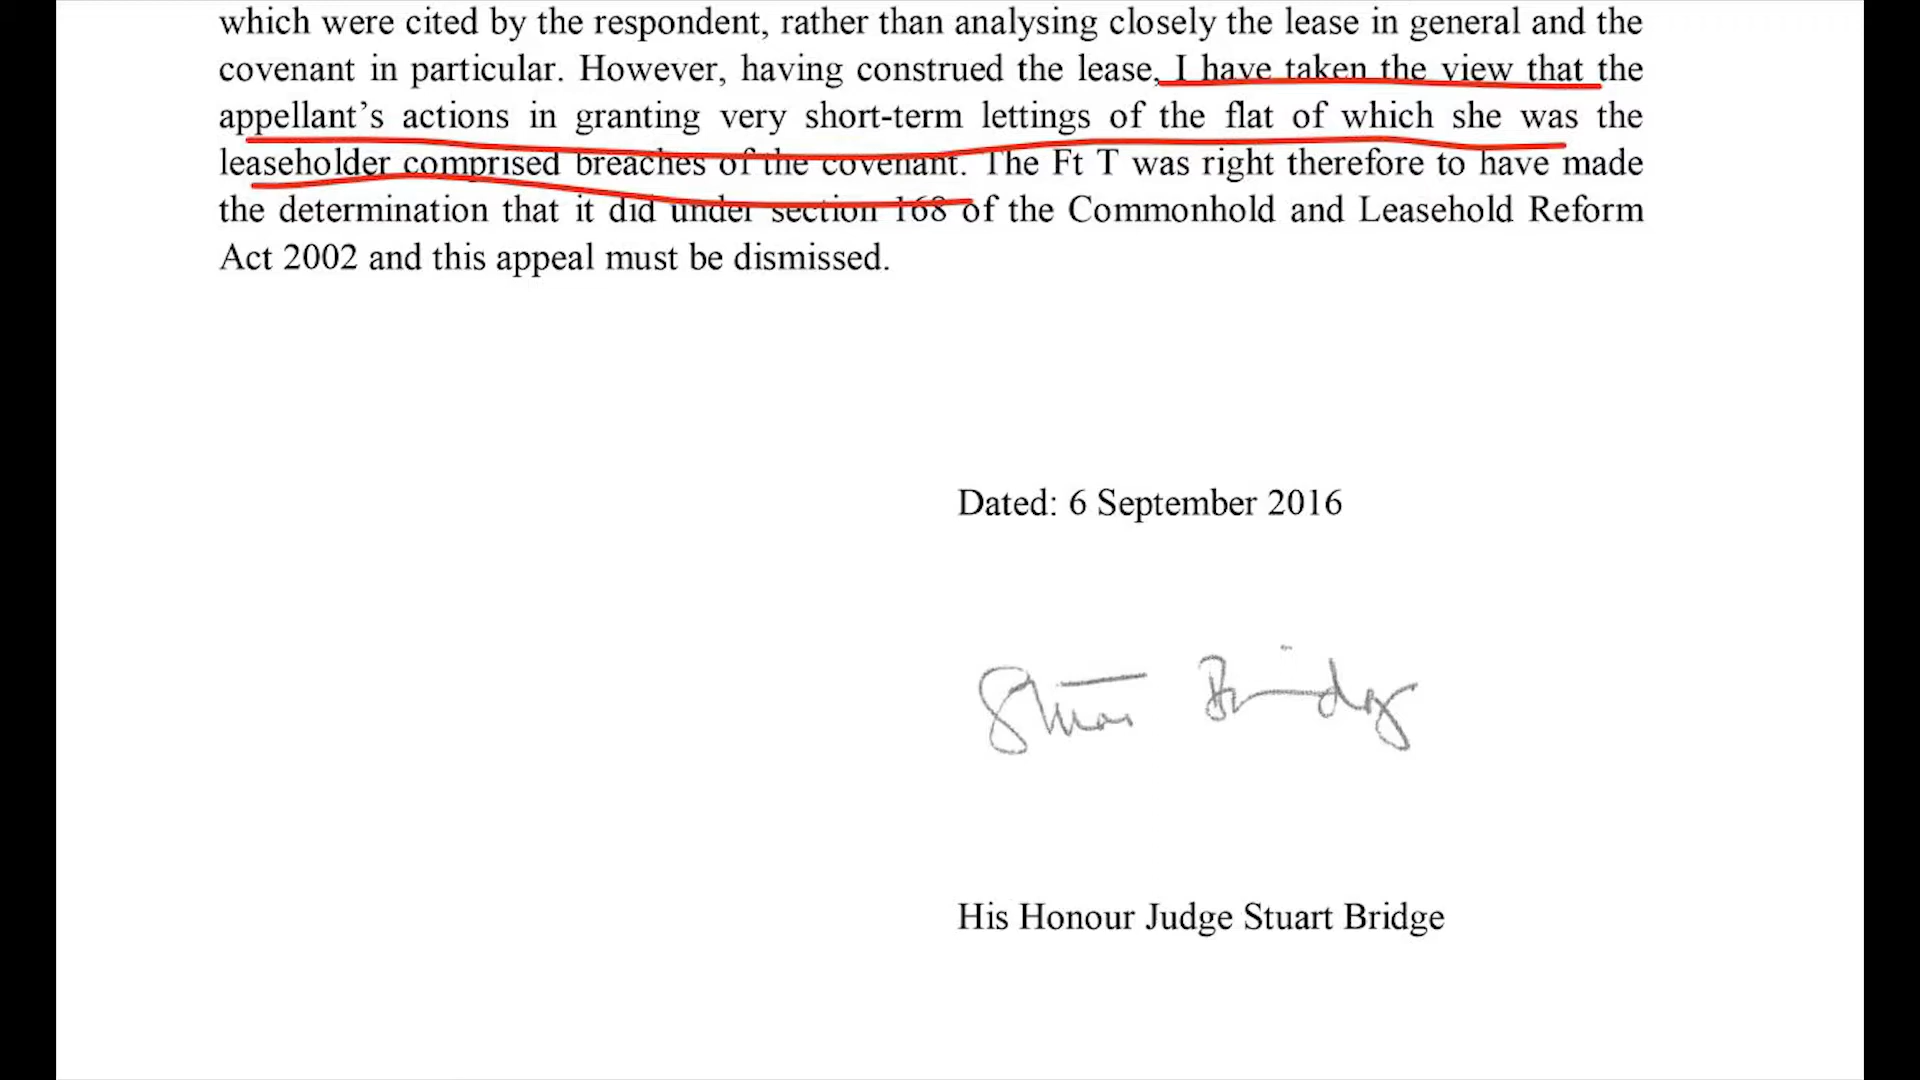 which were cited by the respondent, rather than analysing closely the lease in general and the
covenant in particular. However, having construed the lease, I have taken the view that the
appellant's actions in granting very short-term lettings of the flat of which she was the
leaseholder comprised breaches of the covenant. The Ft T was right therefore to have made
the determination that it did under section 168 of the Commonhold and Leasehold Reform
Act 2002 and this appeal must be dismissed.
Dated: 6 September 2016
Stuart Bridge
His Honour Judge Stuart Bridge